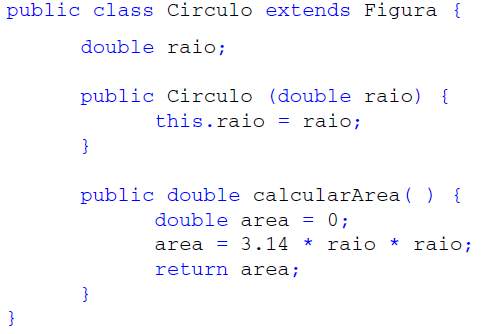 public class Circulo extends Figura {
double raio;
public Circulo (double raio) {
this.raio = raio;
}
public double calcularArea( ) {
double area = 0;
area = 3.14 * raio * raio;
return area;
}
}